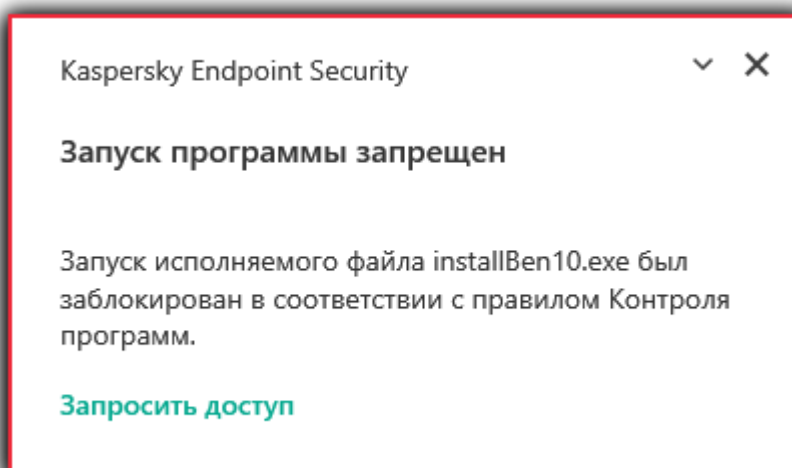 Kaspersky Endpoint Security
Запуск программы запрещен
Запуск исполняемого файла installBen10.exe был
заблокирован в соответствии с правилом Контроля
программ.
Запросить доступ